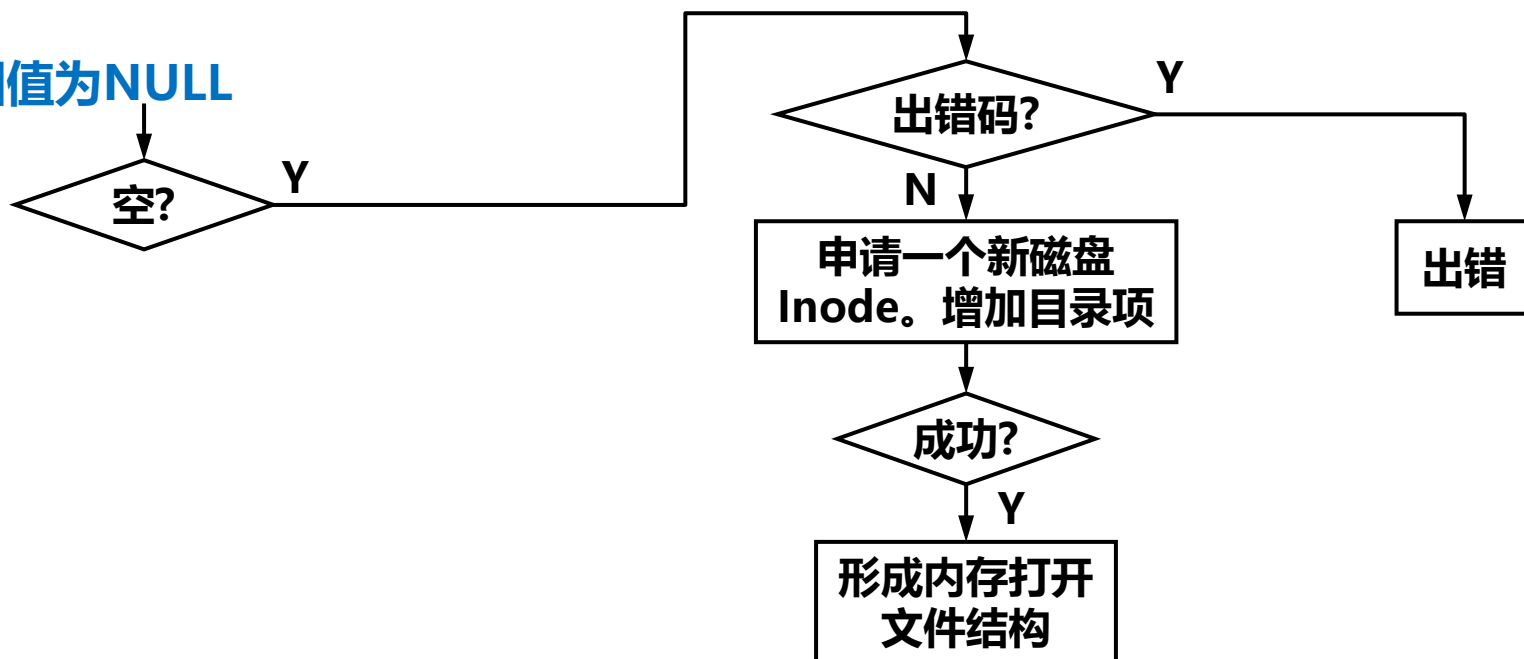 值为NULL
空?
Y
出错码?
Y
N
申请一个新磁盘
Inode。增加目录项
出错
成功?
Y
形成内存打开
文件结构